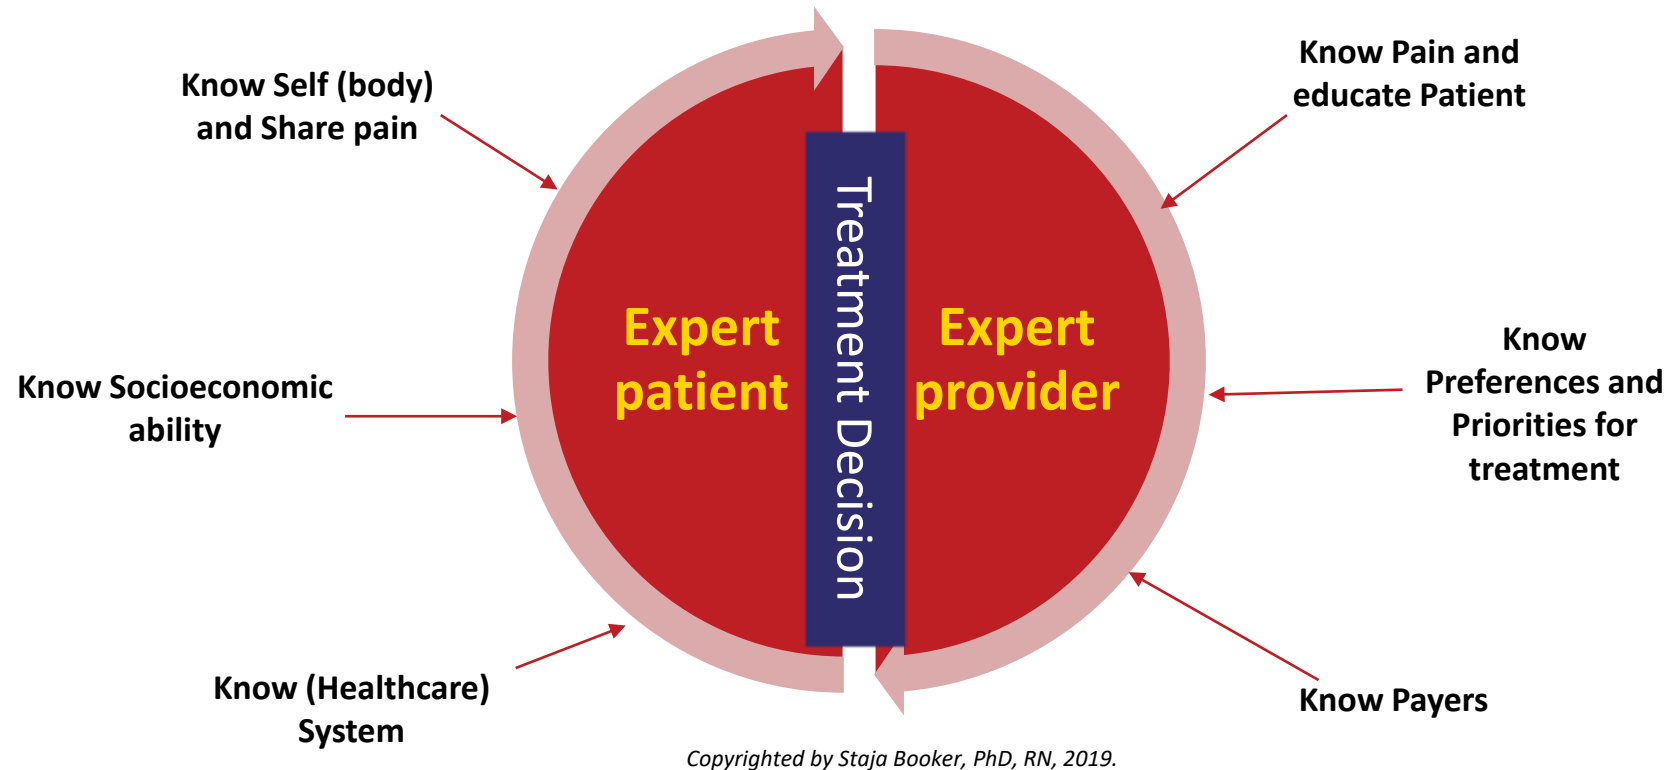 Know Self (body)
and Share pain
Know Socioeconomic
ability
Know (Healthcare)
System
Expert
patient
Treatment Decision
Expert
provider
Know Pain and
educate Patient
Know
Preferences and
Priorities for
treatment
Know Payers
Copyrighted by Staja Booker, PhD, RN, 2019.